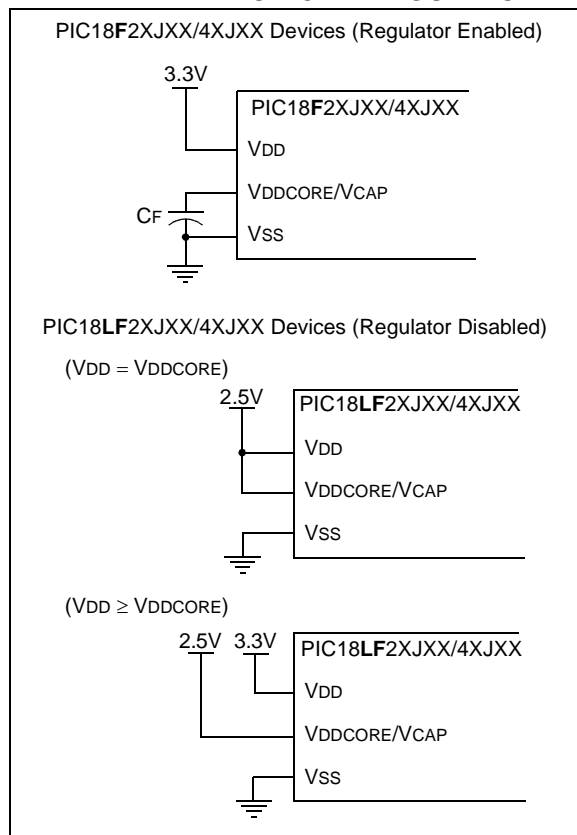 PIC18F2XJXX/4XJXX Devices (Regulator Enabled)
3.3V
PIC18F2XJXX/4XJXX
VDD
VDDCORE/VCAP
CF
VSS
PIC18LF2XJXX/4XJXX Devices (Regulator Disabled)
(VDD = VDDCORE)
2.5V
PIC18LF2XJXX/4XJXX
VDD
VDDCORE/VCAP
VSS
(VDD ≥ VDDCORE)
2.5V 3.3V
PIC18LF2XJXX/4XJXX
VDD
VDDCORE/VCAP
VSS